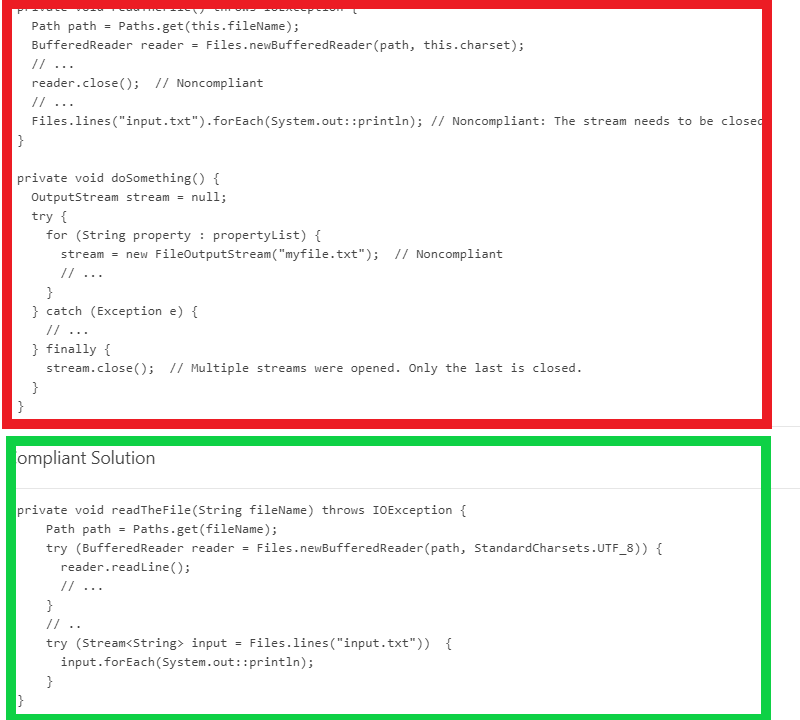 private void readTheFile() throws IOException {
  Path path = Paths.get(this.fileName);
  BufferedReader reader = Files.newBufferedReader(path, this.charset);
  // ...
  reader.close();  // Noncompliant
  // ...
  Files.lines("input.txt").forEach(System.out::println); // Noncompliant: The stream needs to be closed
}
private void doSomething() {
  OutputStream stream = null;
  try {
    for (String property : propertyList) {
      stream = new FileOutputStream("myfile.txt");  // Noncompliant
      // ...
    }
  } catch (Exception e) {
    // ...
  } finally {
    stream.close();  // Multiple streams were opened. Only the last is closed.
  }
}
ompliant Solution
private void readTheFile(String fileName) throws IOException {
    Path path = Paths.get(fileName);
    try (BufferedReader reader = Files.newBufferedReader(path, StandardCharsets.UTF_8)) {
      reader.readLine();
      // ...
    }
    // ..
    try (Stream<String> input = Files.lines("input.txt"))  {
      input.forEach(System.out::println);
    }
}